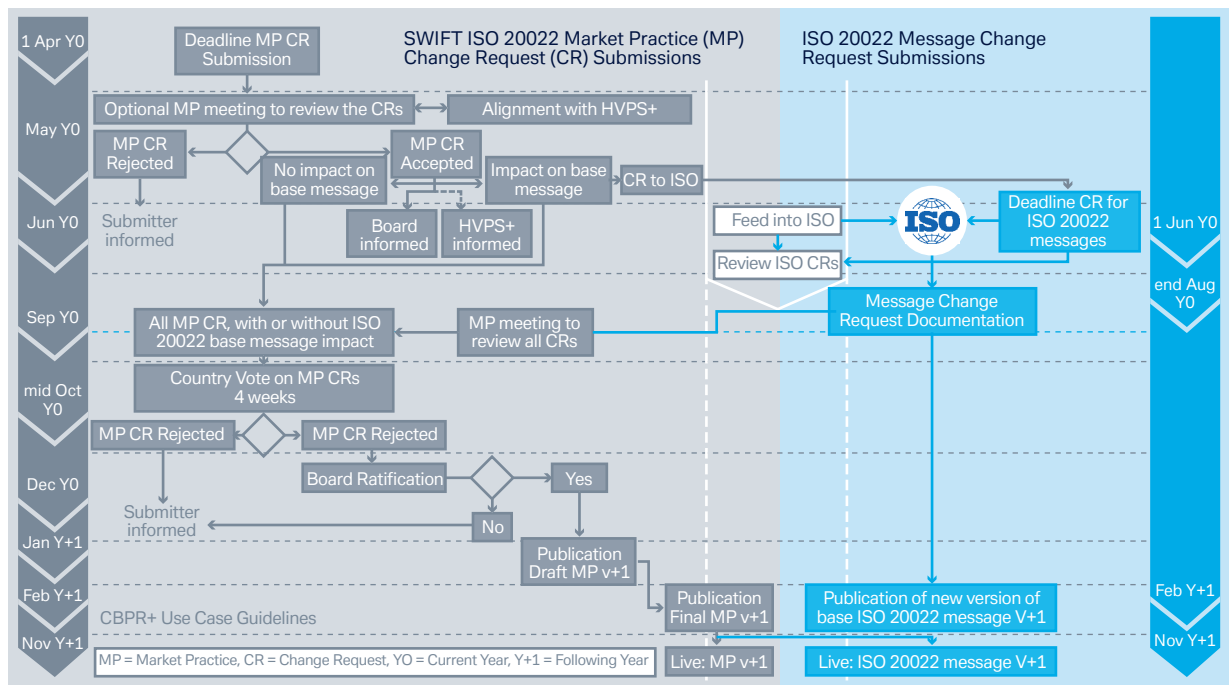 SWIFT ISO 20022 Market Practice (MP)
Change Request (CR) Submissions
ISO 20022 Message Change
Request Submissions
1 Apr Y0
Deadline MP CR
Submission
May Y0
Optional MP meeting to review the CRs
Alignment with HVPS+
MP CR
Rejected
MP CR
Accepted
No impact on
base message
Impact on base
message
CR to ISO
Jun Y0
Submitter
informed
Board
informed
HVPS+
informed
Feed into ISO
ISO
Deadline CR for
ISO 20022
messages
1 Jun Y0
Review ISO CRs
end Aug
Y0
Sep Y0
All MP CR, with or without ISO
20022 base message impact
MP meeting to
review all CRs
Message Change
Request Documentation
mid Oct
Y0
Country Vote on MP CRs
4 weeks
MP CR Rejected
MP CR Rejected
Dec Y0
Board Ratification
Yes
Submitter
informed
No
Jan Y+1
Publication
Draft MP v+1
Feb Y+1
Publication
Final MP v+1
Publication of new version of
base ISO 20022 message V+1
Feb Y+1
CBPR+ Use Case Guidelines
Nov Y+1
MP = Market Practice, CR = Change Request, YO = Current Year, Y+1 = Following Year
Live: MP v+1
Live: ISO 20022 message V+1
Nov Y+1